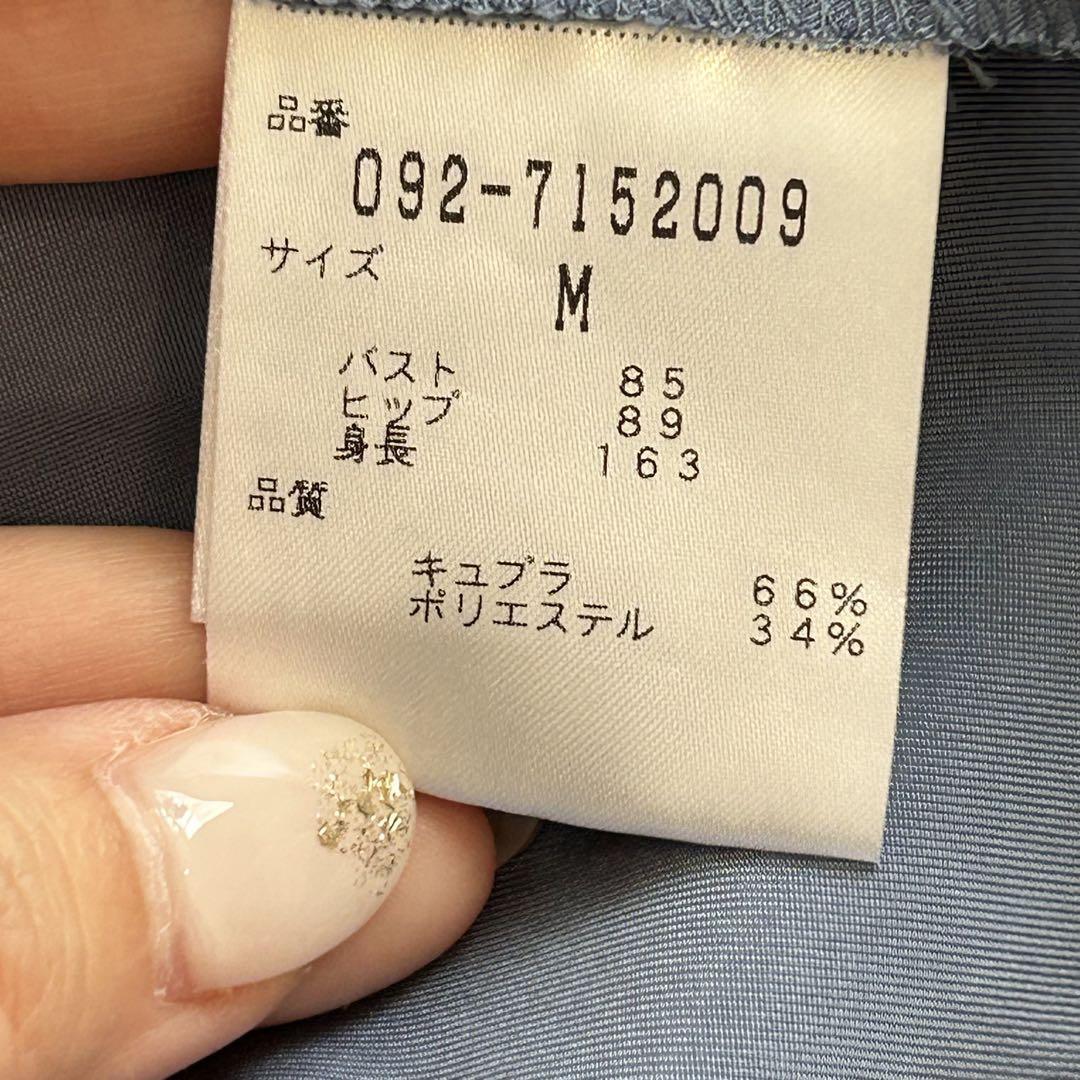 品番
092-7152009
サイズ
M
バスト 85
ヒップ 89
身長 163
品質
キュプラ 66%
ポリエステル 34%